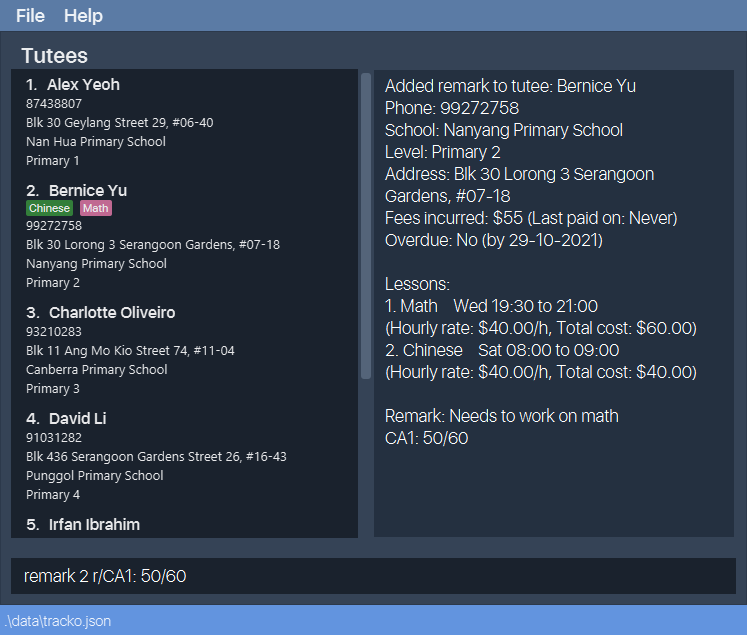 File Help
Tutees
1. Alex Yeoh
87438807
Blk 30 Geylang Street 29, #06-40
Nan Hua Primary School
Primary 1
2. Bernice Yu
Chinese Math
99272758
Blk 30 Lorong 3 Serangoon Gardens, #07-18
Nanyang Primary School
Primary 2
3. Charlotte Oliveiro
93210283
Blk 11 Ang Mo Kio Street 74, #11-04
Canberra Primary School
Primary 3
4. David Li
91031282
Blk 436 Serangoon Gardens Street 26, #16-43
Punggol Primary School
Primary 4
5. Irfan Ibrahim
Added remark to tutee: Bernice Yu
Phone: 99272758
School: Nanyang Primary School
Level: Primary 2
Address: Blk 30 Lorong 3 Serangoon
Gardens, #07-18
Fees incurred: $55 (Last paid on: Never)
Overdue: No (by 29-10-2021)
Lessons:
1. Math Wed 19:30 to 21:00
(Hourly rate: $40.00/h, Total cost: $60.00)
2. Chinese Sat 08:00 to 09:00
(Hourly rate: $40.00/h, Total cost: $40.00)
Remark: Needs to work on math
CA1: 50/60
remark 2 r/CA1: 50/60
.\data\tracko.json